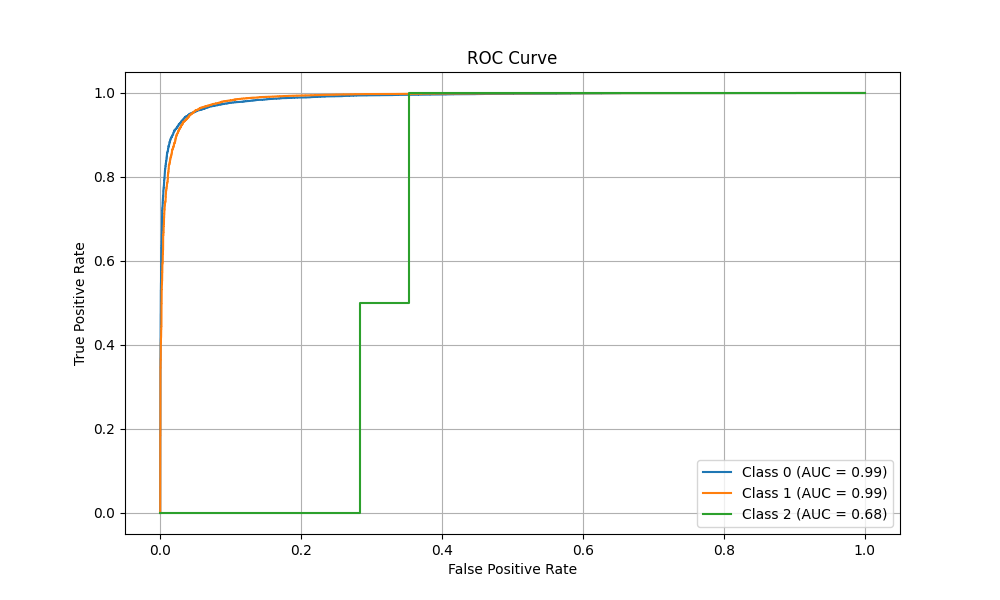 ROC Curve
True Positive Rate
1.0
0.8
0.6
0.4
0.2
0.0
Class 0 (AUC = 0.99)
Class 1 (AUC = 0.99)
Class 2 (AUC = 0.68)
0.0 0.2 0.4 0.6 0.8 1.0
False Positive Rate